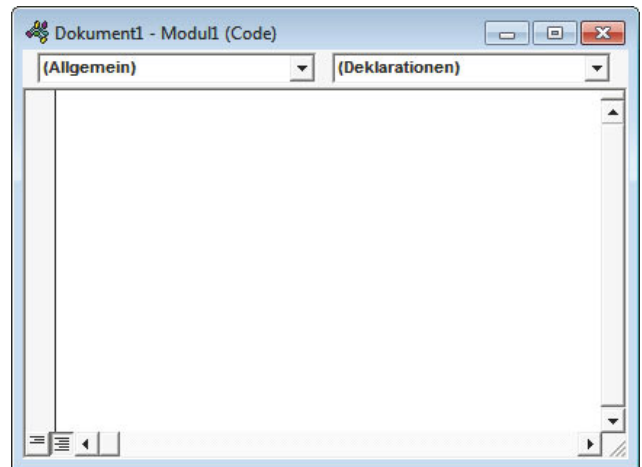 Dokument1 - Modul1 (Code)
(Allgemein) (Deklarationen)